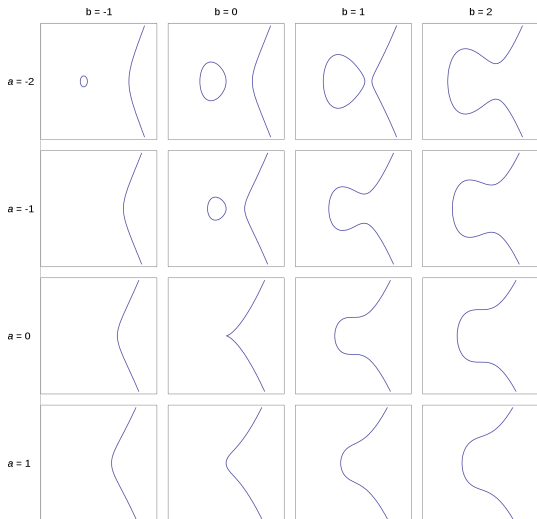 b = -1 b = 0 b = 1 b = 2
a = -2
a = -1
a = 0
a = 1